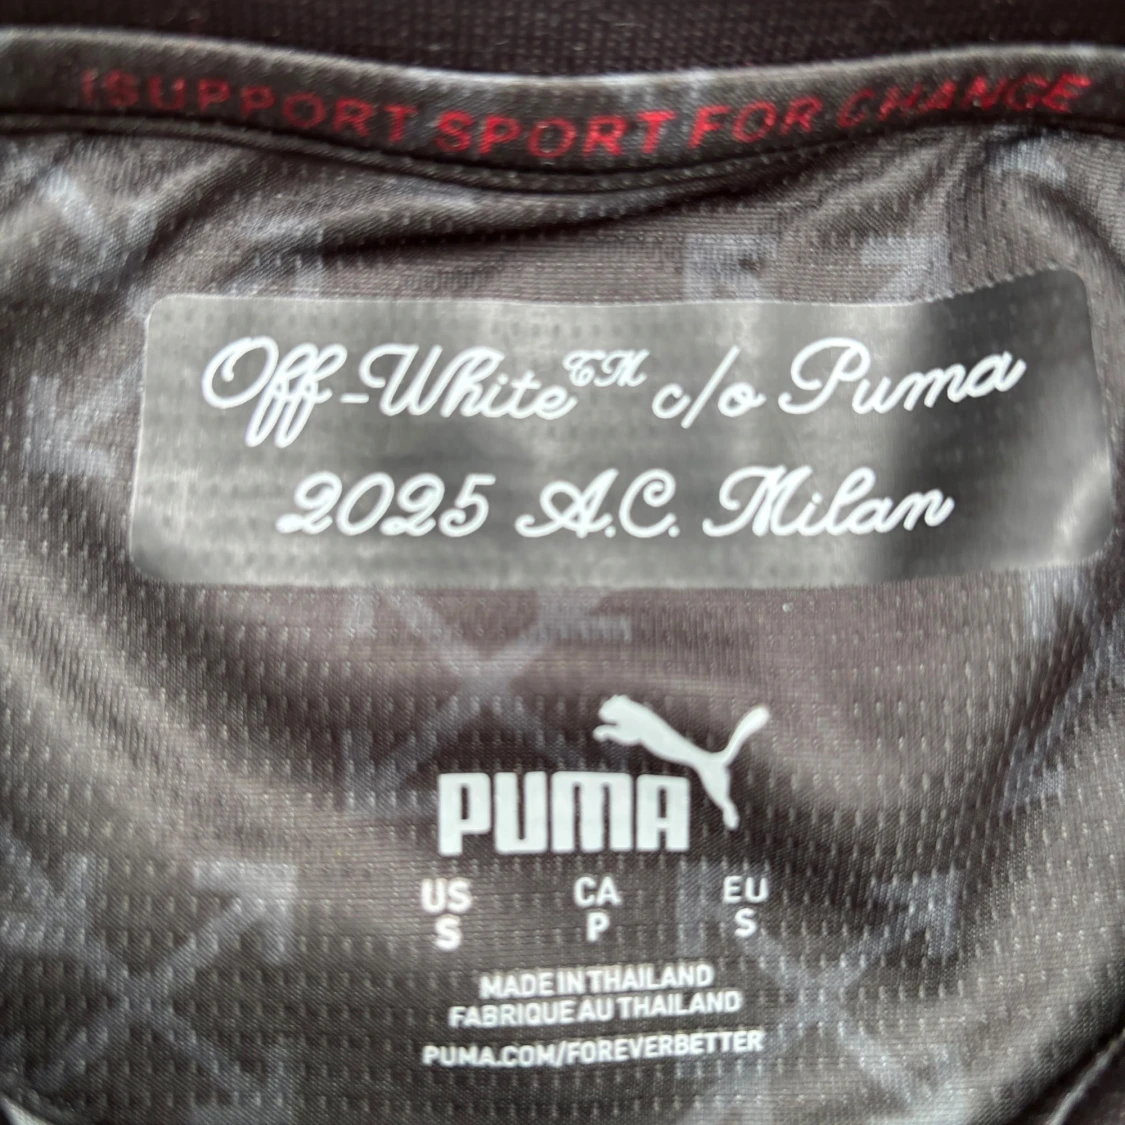 ISUPPORT SPORT FOR CHANGE
Off-White™ c/o Puma
2025 A.C. Milan
PUMA
US CA EU
S P S
MADE IN THAILAND
FABRIQUE AU THAILAND
PUMA.COM/FOREVERBETTER